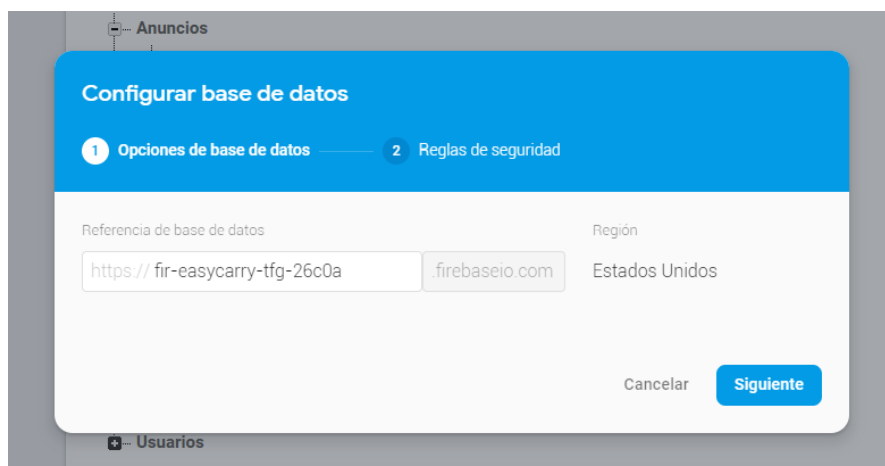 Anuncios
Configurar base de datos
1 Opciones de base de datos 2 Reglas de seguridad
Referencia de base de datos Región
https:// fir-easycarry-tfg-26c0a .firebaseio.com Estados Unidos
Cancelar Siguiente
Usuarios